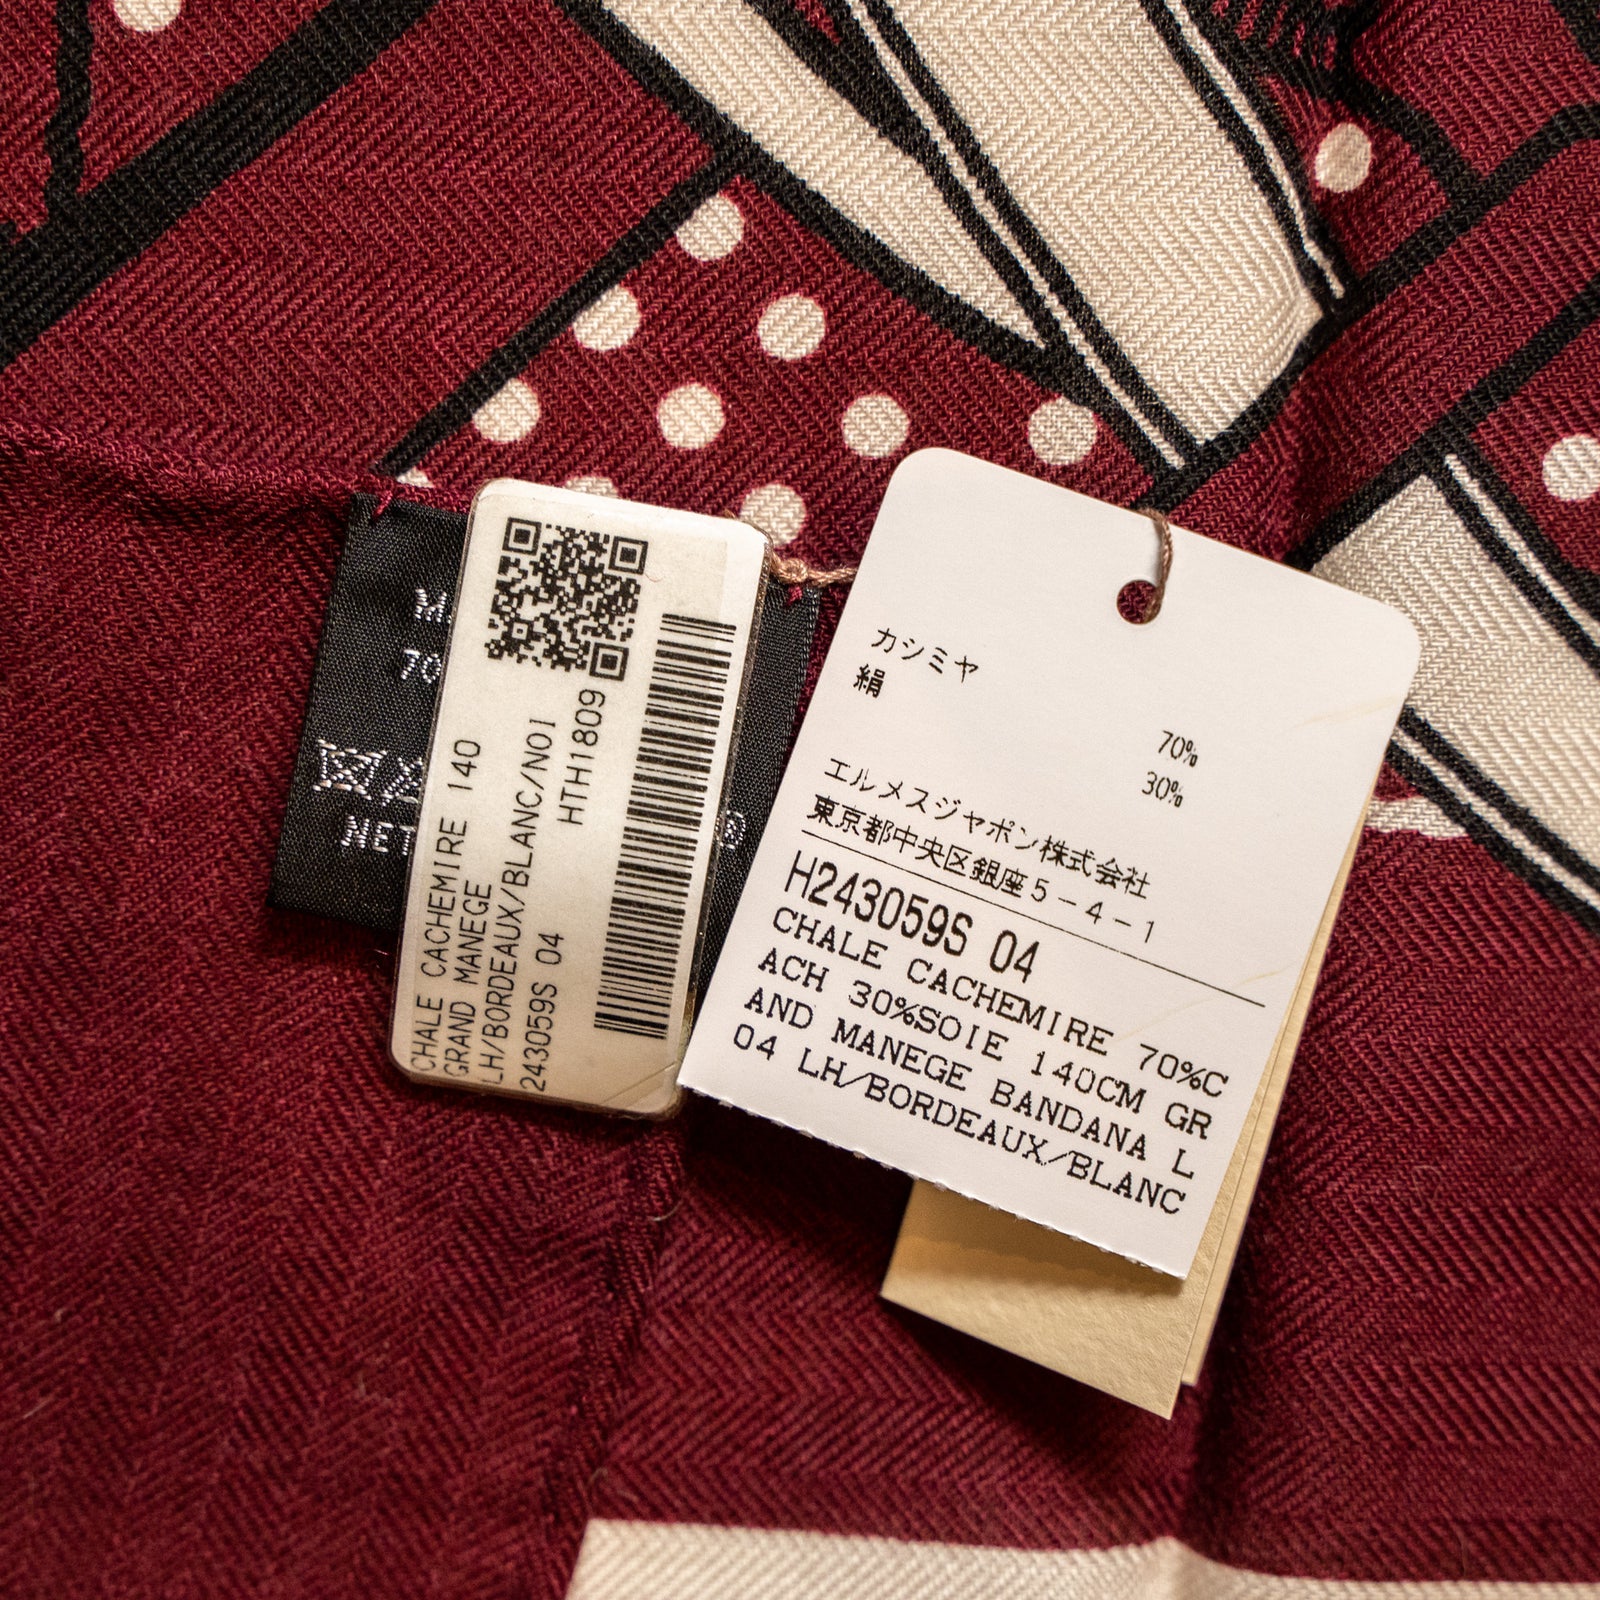 M
70
NET
®
CHALE CACHEMIRE 140
GRAND MANEGE
LH/BORDEAUX/BLANC/NOI
243059S 04
HTH1809
カシミヤ 70%
絹 30%
エルメスジャポン株式会社
東京都中央区銀座5-4-1
H243059S 04
CHALE CACHEMIRE 70%C
ACH 30%SOIE 140CM GR
AND MANEGE BANDANA L
04 LH/BORDEAUX/BLANC